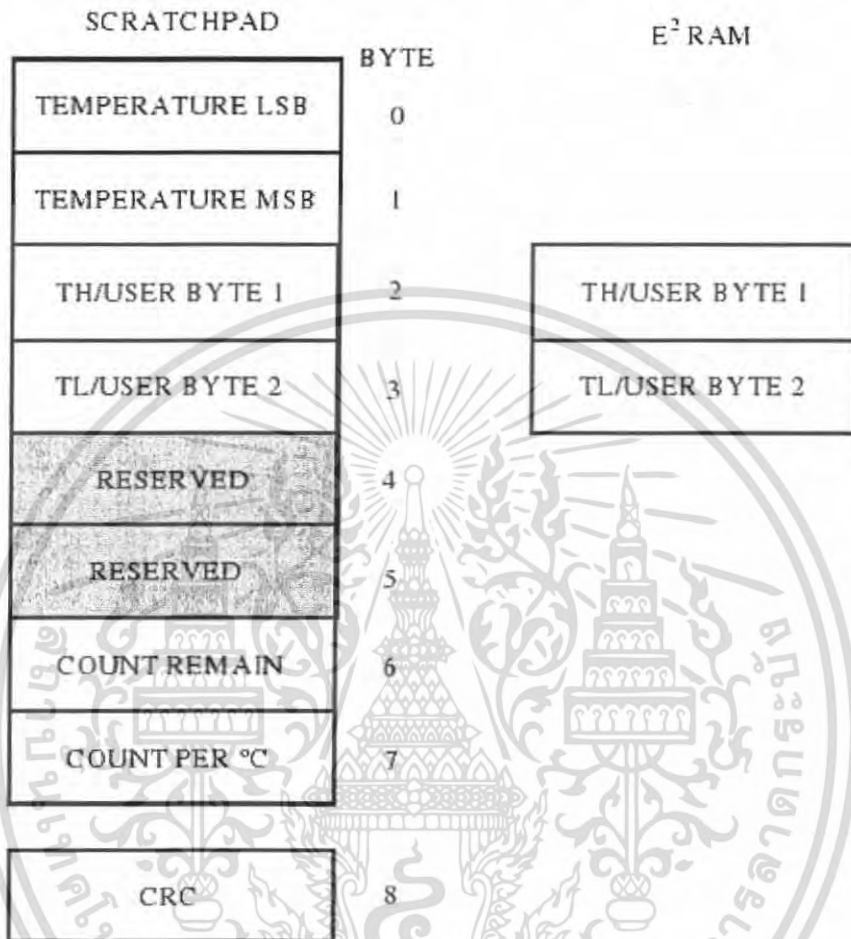 SCRATCHPAD
E² RAM
BYTE
TEMPERATURE LSB
0
TEMPERATURE MSB
1
TH/USER BYTE 1
2
TH/USER BYTE 1
TL/USER BYTE 2
3
TL/USER BYTE 2
RESERVED
4
RESERVED
5
COUNT REMAIN
6
COUNT PER °C
7
CRC
8